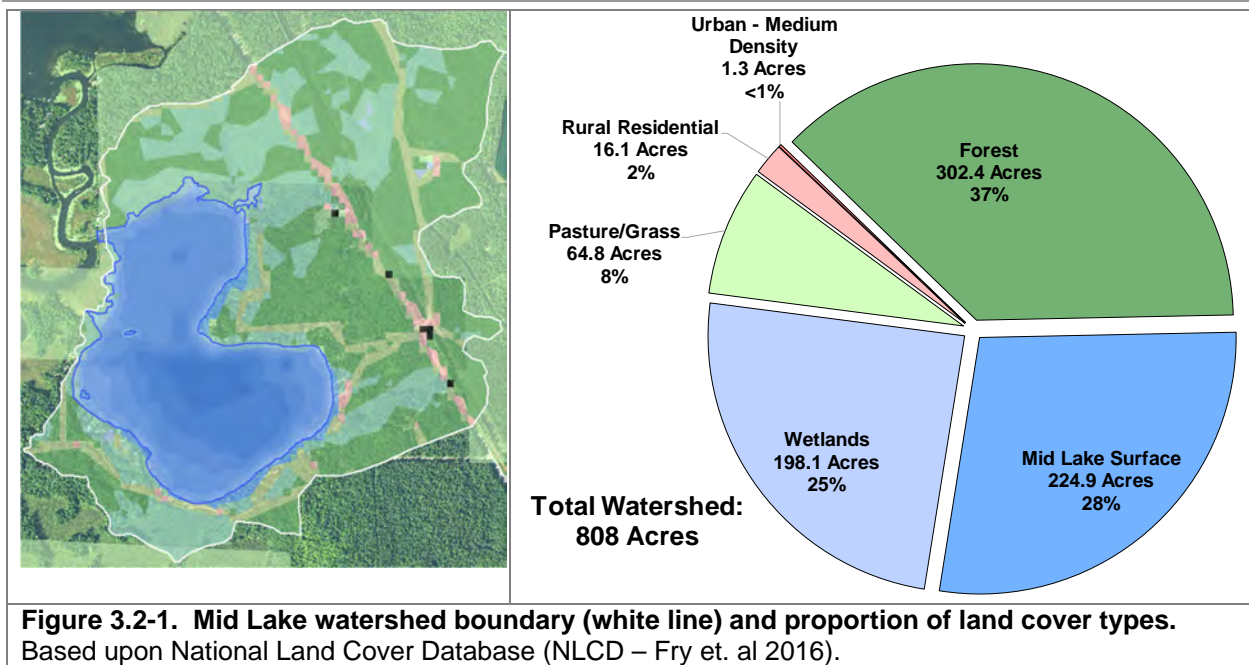 Urban - Medium
Density
1.3 Acres
<1%
Rural Residential
16.1 Acres
2%
Forest
302.4 Acres
37%
Pasture/Grass
64.8 Acres
8%
Wetlands
198.1 Acres
25%
Mid Lake Surface
224.9 Acres
28%
Total Watershed:
808 Acres
Figure 3.2-1. Mid Lake watershed boundary (white line) and proportion of land cover types.
Based upon National Land Cover Database (NLCD – Fry et. al 2016).